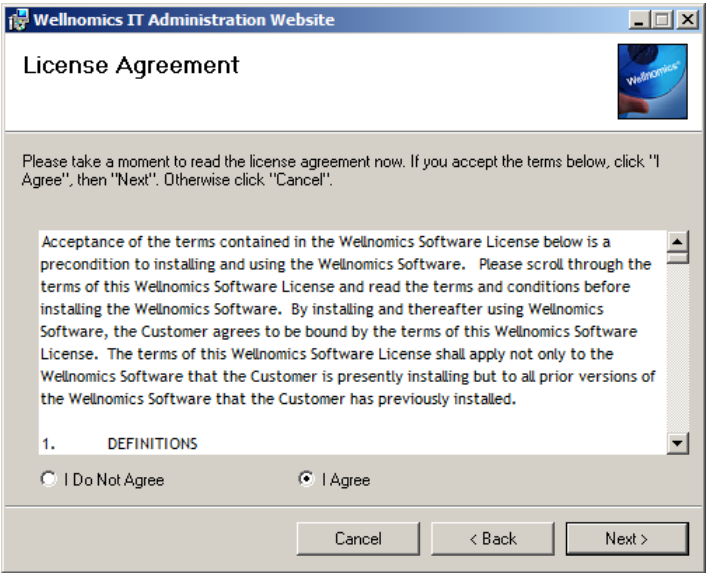 Wellnomics IT Administration Website
License Agreement
Wellnomics®
Please take a moment to read the license agreement now. If you accept the terms below, click "I
Agree", then "Next". Otherwise click "Cancel".
Acceptance of the terms contained in the Wellnomics Software License below is a
precondition to installing and using the Wellnomics Software.   Please scroll through the
terms of this Wellnomics Software License and read the terms and conditions before
installing the Wellnomics Software.  By installing and thereafter using Wellnomics
Software, the Customer agrees to be bound by the terms of this Wellnomics Software
License.  The terms of this Wellnomics Software License shall apply not only to the
Wellnomics Software that the Customer is presently installing but to all prior versions of
the Wellnomics Software that the Customer has previously installed.
1. DEFINITIONS
I Do Not Agree
I Agree
Cancel
< Back
Next >